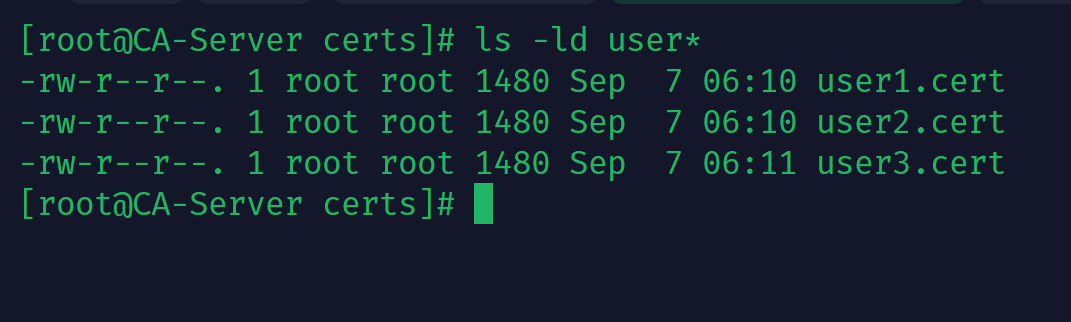 [root@CA-Server certs]# ls -ld user*
-rw-r--r--. 1 root root 1480 Sep  7 06:10 user1.cert
-rw-r--r--. 1 root root 1480 Sep  7 06:10 user2.cert
-rw-r--r--. 1 root root 1480 Sep  7 06:11 user3.cert
[root@CA-Server certs]#